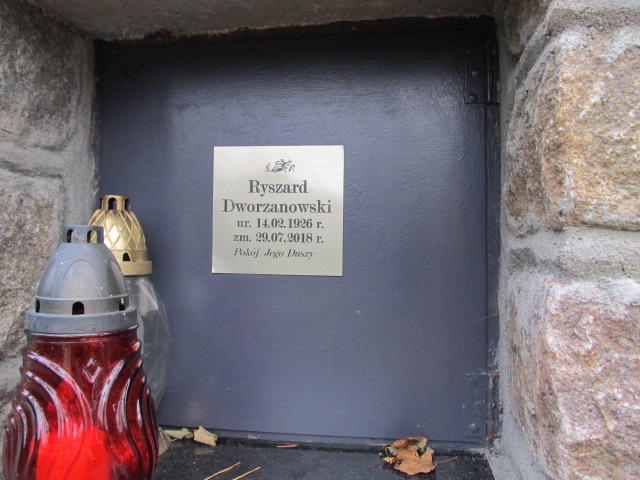 Ś. P.
Ryszard
Dworzanowski
ur. 14.02.1926 r.
zm. 29.07.2018 r.
Pokój Jego Duszy